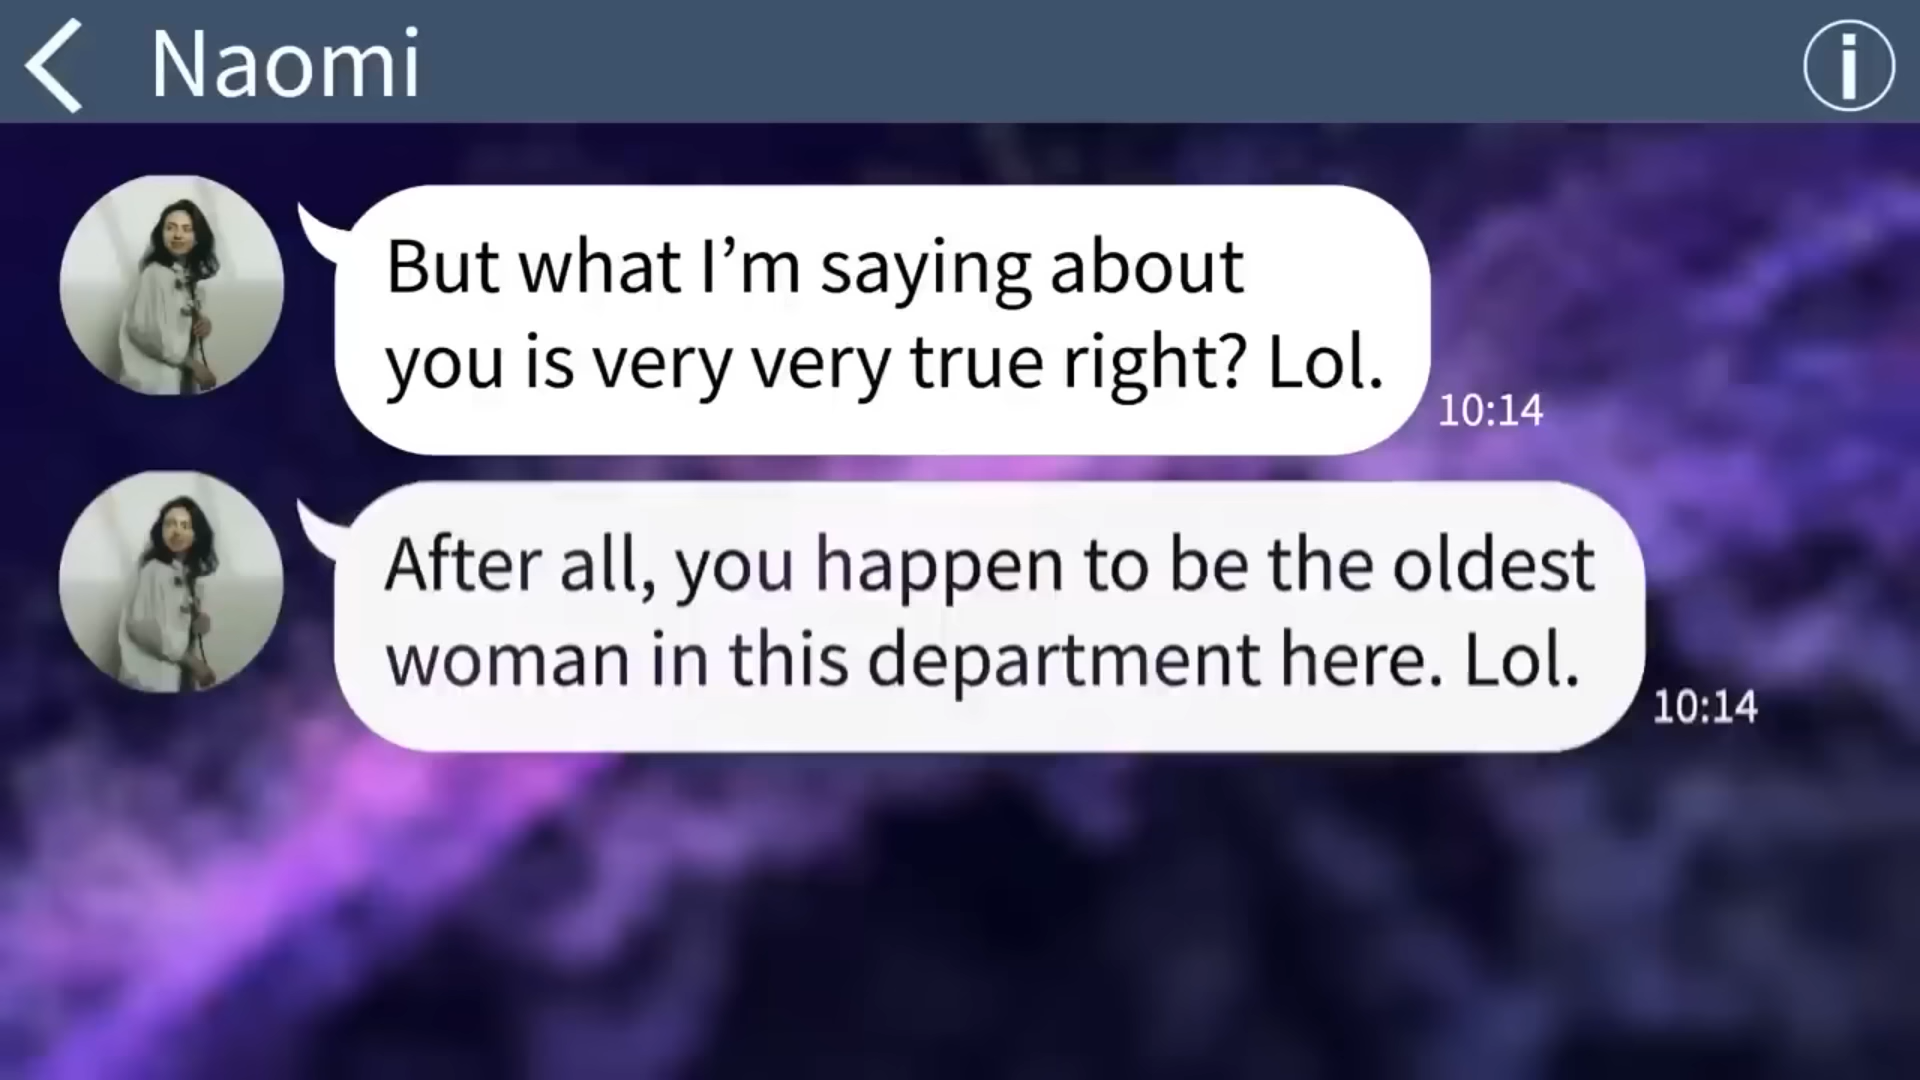 Naomi
But what I’m saying about
you is very very true right? Lol.
10:14
After all, you happen to be the oldest
woman in this department here. Lol.
10:14